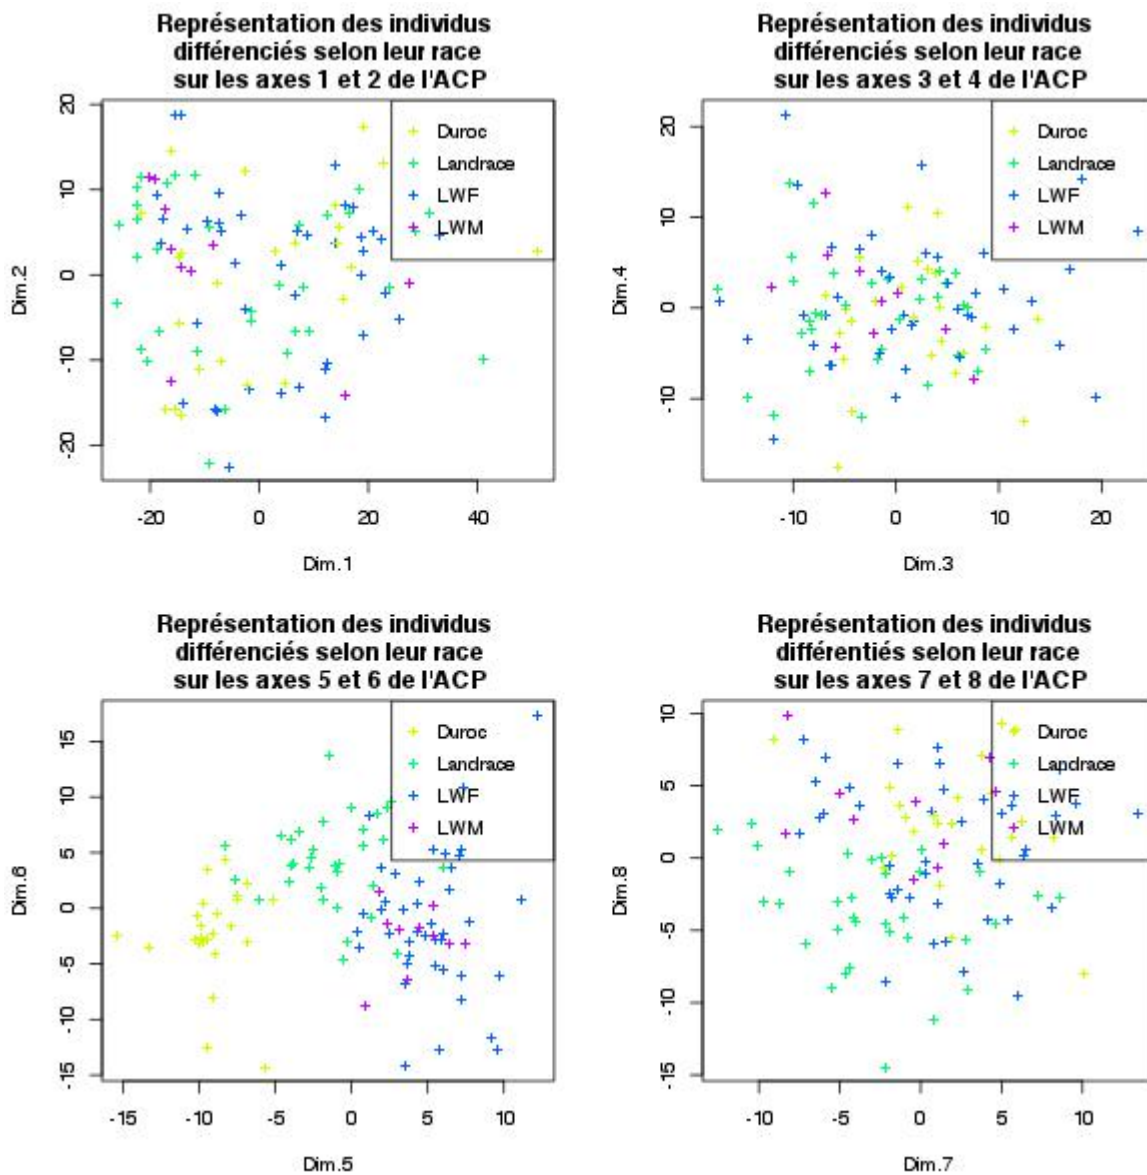 Représentation des individus
différenciés selon leur race
sur les axes 1 et 2 de l'ACP
20
10
0
-10
-20
Dim.2
Duroc
Landrace
LWF
LWM
-20
0
20
40
Dim.1
Représentation des individus
différenciés selon leur race
sur les axes 3 et 4 de l'ACP
20
10
0
-10
Dim.4
Duroc
Landrace
LWF
LWM
-10
0
10
20
Dim.3
Représentation des individus
différenciés selon leur race
sur les axes 5 et 6 de l'ACP
15
10
5
0
-5
-10
-15
Dim.6
Duroc
Landrace
LWF
LWM
-15
-10
-5
0
5
10
Dim.5
Représentation des individus
différentiés selon leur race
sur les axes 7 et 8 de l'ACP
10
5
0
-5
-10
-15
Dim.8
Duroc
Landrace
LWF
LWM
-10
-5
0
5
10
Dim.7